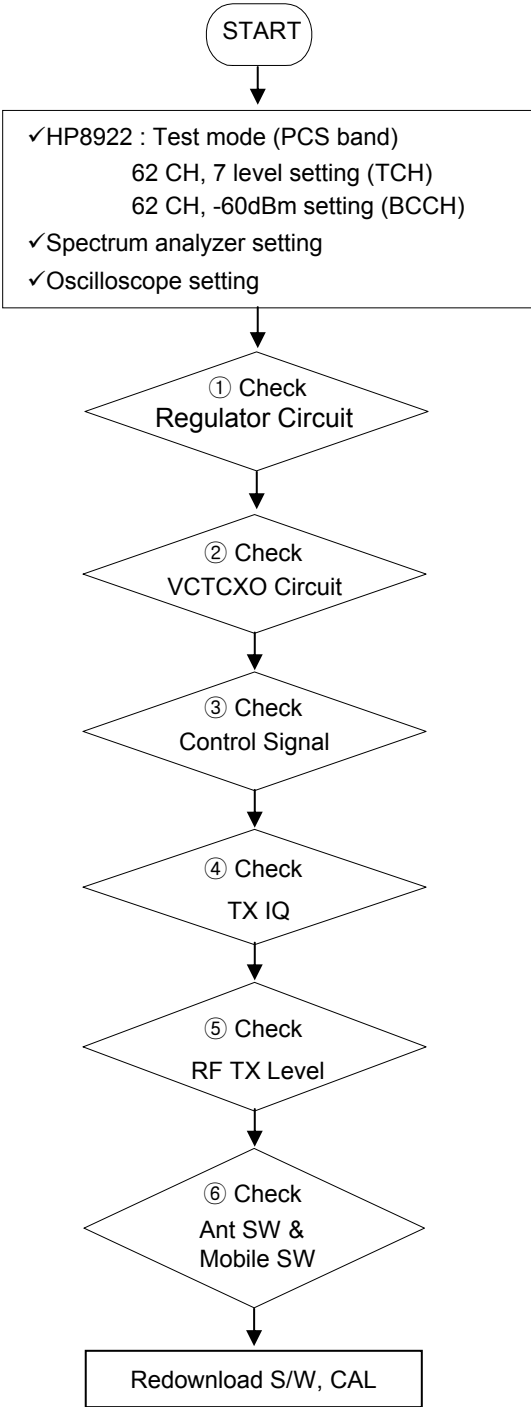 START
✓HP8922 : Test mode (PCS band)
62 CH, 7 level setting (TCH)
62 CH, -60dBm setting (BCCH)
✓Spectrum analyzer setting
✓Oscilloscope setting
① Check
Regulator Circuit
② Check
VCTCXO Circuit
③ Check
Control Signal
④ Check
TX IQ
⑤ Check
RF TX Level
⑥ Check
Ant SW &
Mobile SW
Redownload S/W, CAL